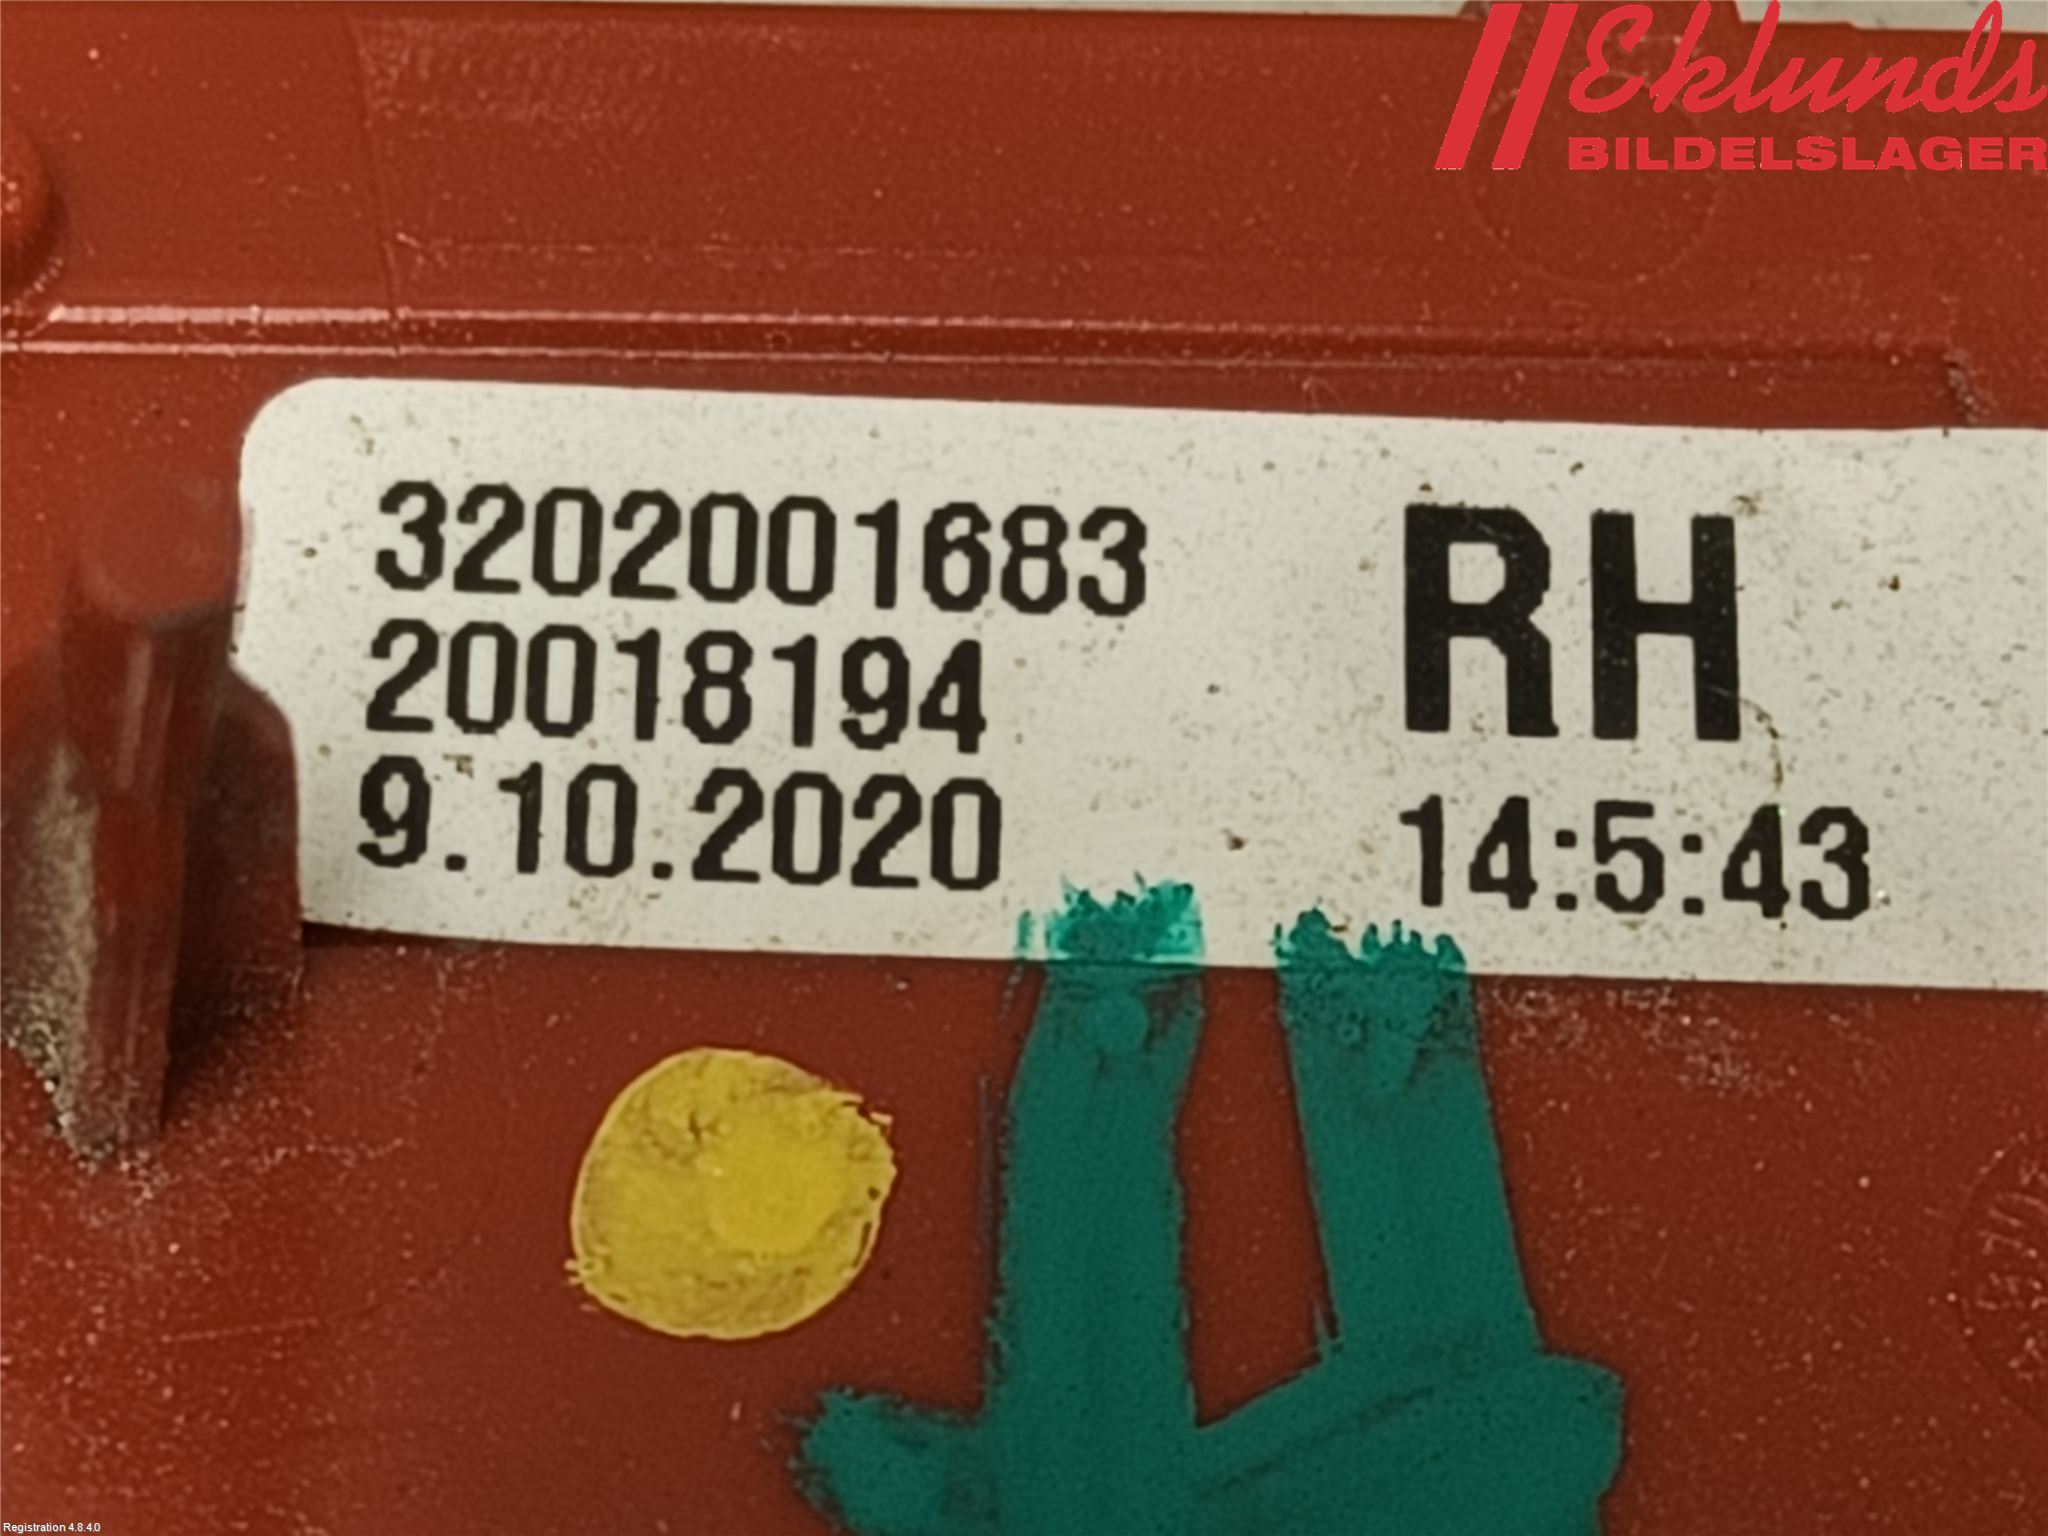 Eklunds
BILDELSLAGER
3202001683
RH
20018194
9.10.2020
14:5:43
Registration 4.8.4.0